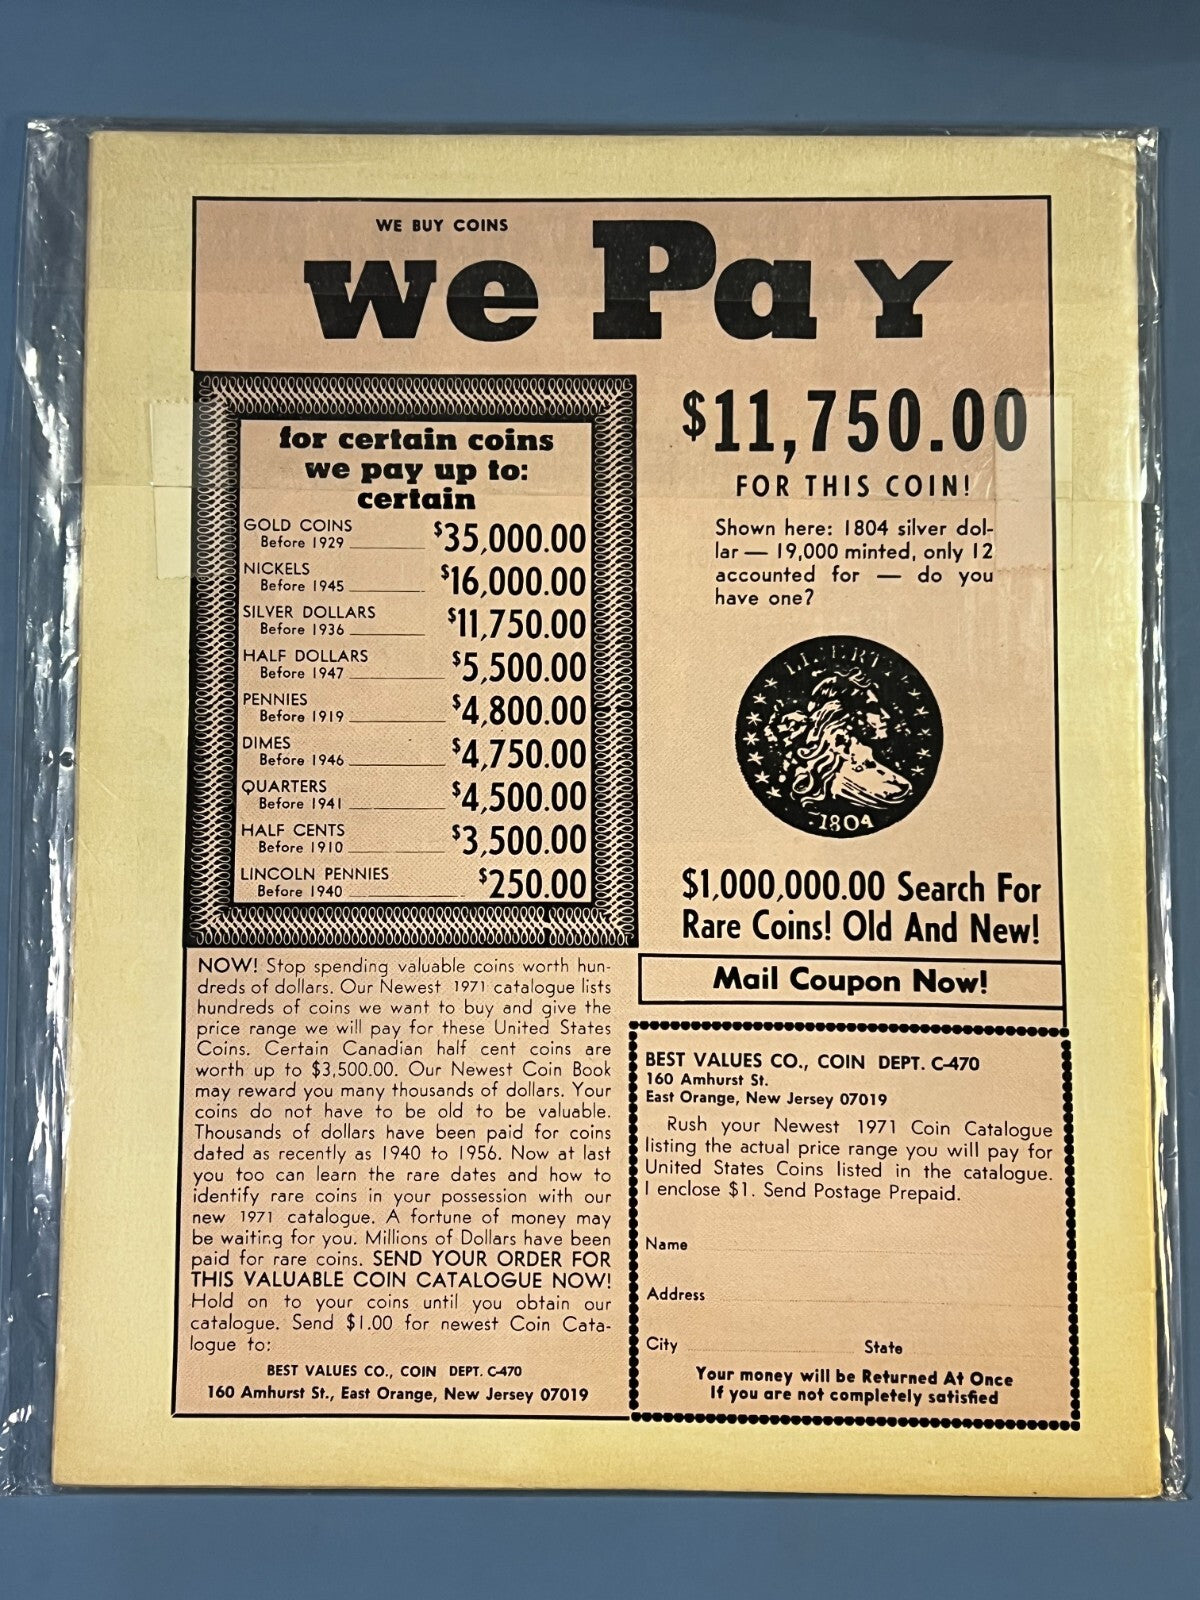 WE BUY COINS
we Pay
for certain coins
we pay up to:
certain
GOLD COINS
Before 1929 $35,000.00
NICKELS
Before 1945 $16,000.00
SILVER DOLLARS
Before 1936 $11,750.00
HALF DOLLARS
Before 1947 $5,500.00
PENNIES
Before 1919 $4,800.00
DIMES
Before 1946 $4,750.00
QUARTERS
Before 1941 $4,500.00
HALF CENTS
Before 1910 $3,500.00
LINCOLN PENNIES
Before 1940 $250.00
$11,750.00
FOR THIS COIN!
Shown here: 1804 silver dol-
lar — 19,000 minted, only 12
accounted for — do you
have one?
LIBERTY
1804
$1,000,000.00 Search For
Rare Coins! Old And New!
Mail Coupon Now!
NOW! Stop spending valuable coins worth hun-
dreds of dollars. Our Newest 1971 catalogue lists
hundreds of coins we want to buy and give the
price range we will pay for these United States
Coins. Certain Canadian half cent coins are
worth up to $3,500.00. Our Newest Coin Book
may reward you many thousands of dollars. Your
coins do not have to be old to be valuable.
Thousands of dollars have been paid for coins
dated as recently as 1940 to 1956. Now at last
you too can learn the rare dates and how to
identify rare coins in your possession with our
new 1971 catalogue. A fortune of money may
be waiting for you. Millions of Dollars have been
paid for rare coins. SEND YOUR ORDER FOR
THIS VALUABLE COIN CATALOGUE NOW!
Hold on to your coins until you obtain our
catalogue. Send $1.00 for newest Coin Cata-
logue to:
BEST VALUES CO., COIN DEPT. C-470
160 Amhurst St., East Orange, New Jersey 07019
BEST VALUES CO., COIN DEPT. C-470
160 Amhurst St.
East Orange, New Jersey 07019
Rush your Newest 1971 Coin Catalogue
listing the actual price range you will pay for
United States Coins listed in the catalogue.
I enclose $1. Send Postage Prepaid.
Name
Address
City State
Your money will be Returned At Once
If you are not completely satisfied